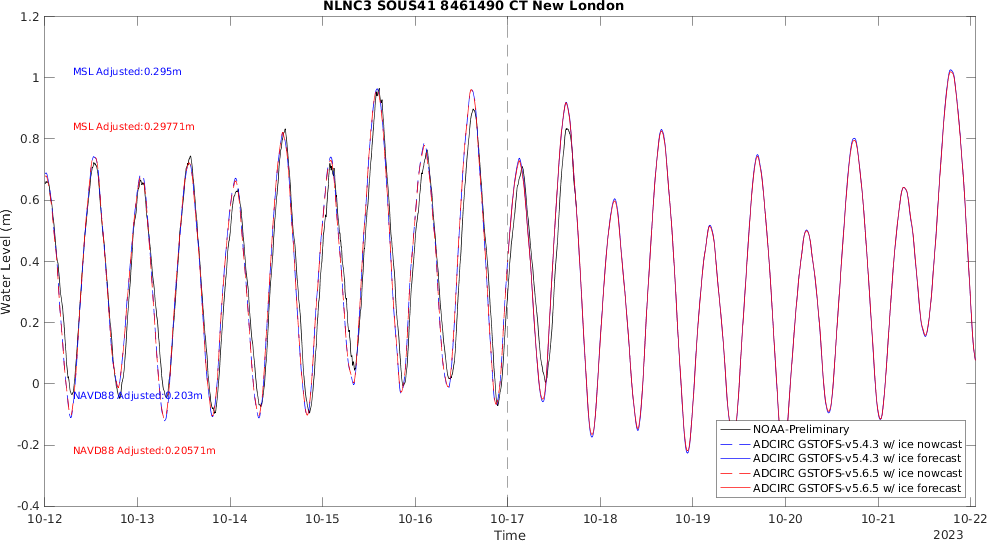 NLNC3 SOUS41 8461490 CT New London
1.2
1
0.8
0.6
0.4
0.2
0
-0.2
-0.4
Water Level (m)
MSL Adjusted:0.295m
MSL Adjusted:0.29771m
NAVD88 Adjusted:0.203m
NAVD88 Adjusted:0.20571m
NOAA-Preliminary
ADCIRC GSTOFS-v5.4.3 w/ ice nowcast
ADCIRC GSTOFS-v5.4.3 w/ ice forecast
ADCIRC GSTOFS-v5.6.5 w/ ice nowcast
ADCIRC GSTOFS-v5.6.5 w/ ice forecast
10-12 10-13 10-14 10-15 10-16 10-17 10-18 10-19 10-20 10-21 10-22
Time
2023